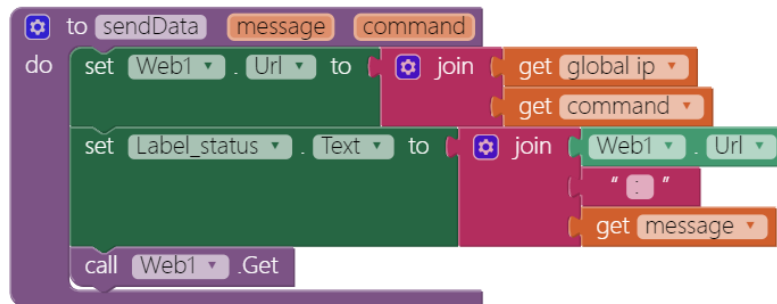 to sendData message command
do set Web1 . Url to join get global ip
get command
set Label_status . Text to join Web1 . Url
" : "
get message
call Web1 .Get